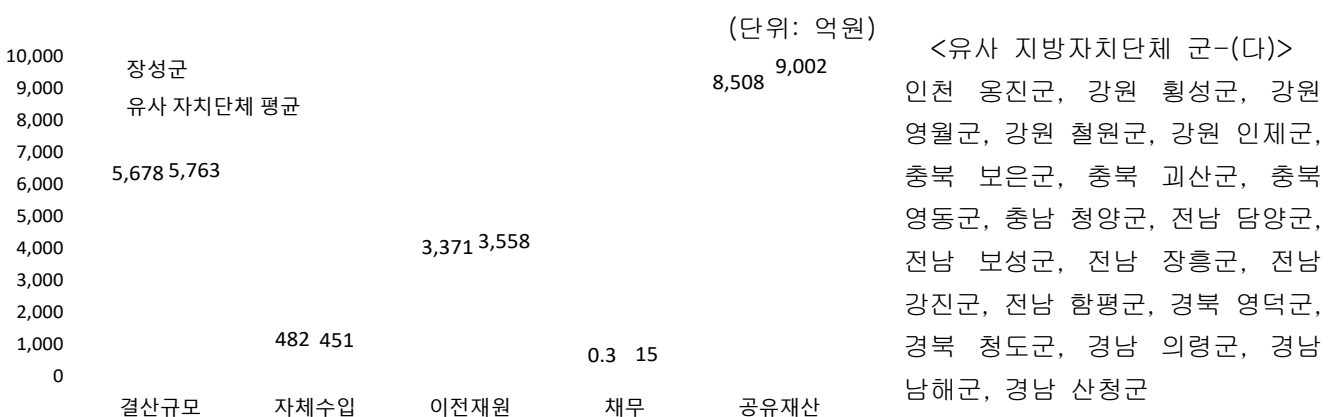 (단위: 억원)
10,000
9,000
8,000
7,000
6,000
5,000
4,000
3,000
2,000
1,000
0
장성군
유사 자치단체 평균
5,678 5,763
482 451
3,371 3,558
0.3 15
8,508 9,002
결산규모 자체수입 이전재원 채무 공유재산
<유사 지방자치단체 군-(다)>
인천 옹진군, 강원 횡성군, 강원
영월군, 강원 철원군, 강원 인제군,
충북 보은군, 충북 괴산군, 충북
영동군, 충남 청양군, 전남 담양군,
전남 보성군, 전남 장흥군, 전남
강진군, 전남 함평군, 경북 영덕군,
경북 청도군, 경남 의령군, 경남
남해군, 경남 산청군